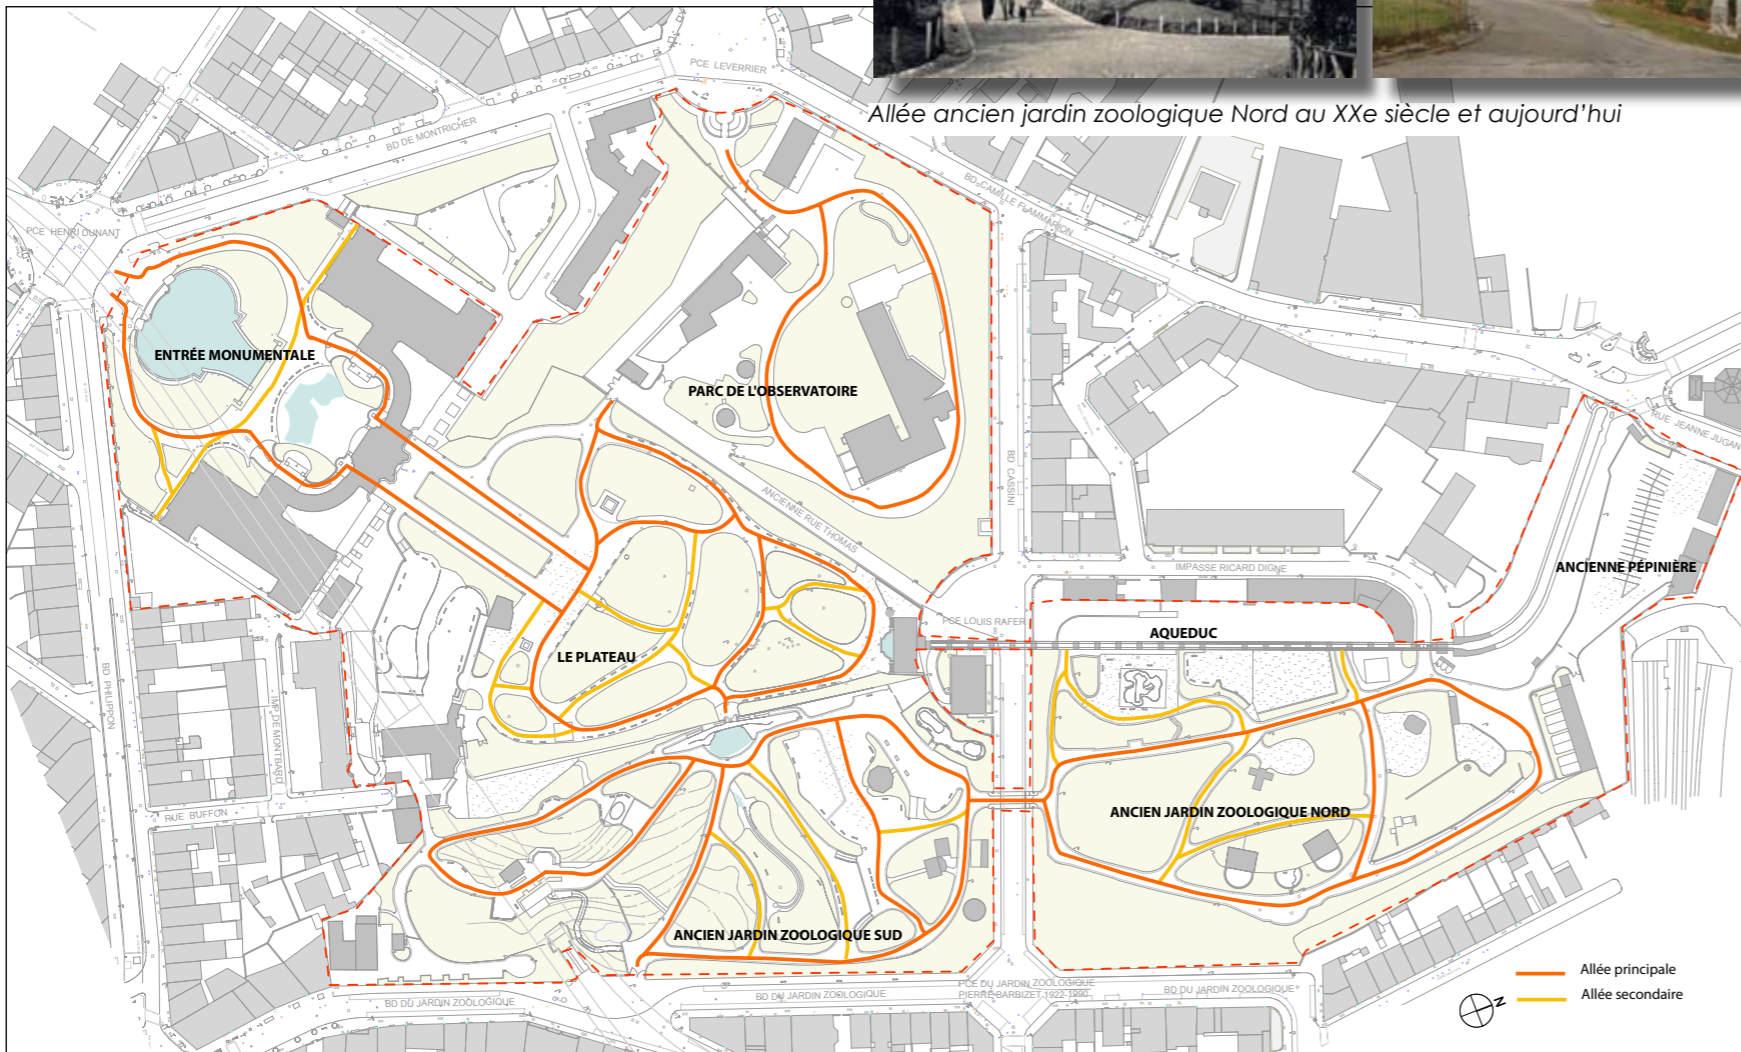 Allée ancien jardin zoologique Nord au XXe siècle et aujourd'hui
PCE LEVERRIER
BD DE MONTRICHER
BD CAMILLE FLAMMARION
PCE HENRI DUNANT
ENTRÉE MONUMENTALE
PARC DE L'OBSERVATOIRE
RUE JEANNE JUGAN
BD CASSINI
ANCIENNE RUE THOMAS
IMPASSE RICARD DIGNE
ANCIENNE PÉPINIÈRE
PCE LOUIS RAFER
AQUEDUC
LE PLATEAU
BD PHILIPPON
IMP DE MONTBARD
RUE BUFFON
ANCIEN JARDIN ZOOLOGIQUE NORD
ANCIEN JARDIN ZOOLOGIQUE SUD
Allée principale
Allée secondaire
N
BD DU JARDIN ZOOLOGIQUE
BD DU JARDIN ZOOLOGIQUE
PCE DU JARDIN ZOOLOGIQUE
PIERRE BARBIZET 1922-1990
BD DU JARDIN ZOOLOGIQUE